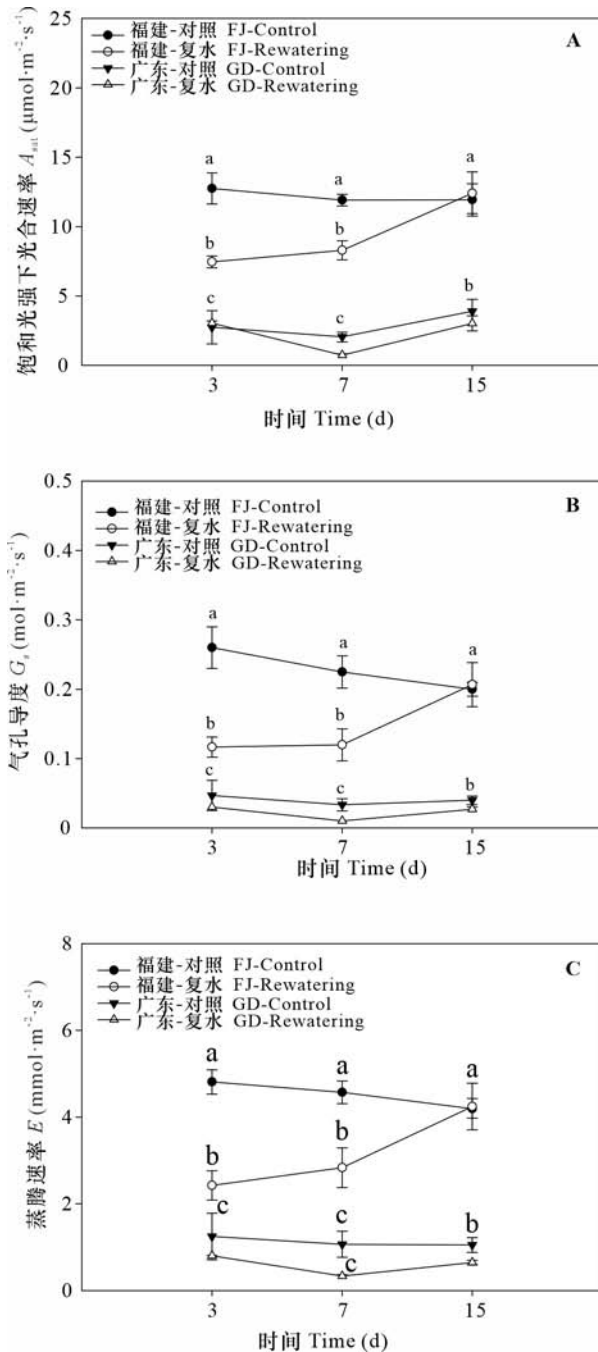 25
20
15
10
5
0
饱和光强下光合速率 Asat (μmol·m⁻²·s⁻¹)
福建-对照 FJ-Control
福建-复水 FJ-Rewatering
广东-对照 GD-Control
广东-复水 GD-Rewatering
A
a a a
b b
c c b
3 7 15
时间 Time (d)
0.5
0.4
0.3
0.2
0.1
0
气孔导度 Gs (mol·m⁻²·s⁻¹)
福建-对照 FJ-Control
福建-复水 FJ-Rewatering
广东-对照 GD-Control
广东-复水 GD-Rewatering
B
a a a
b b
c c b
3 7 15
时间 Time (d)
8
6
4
2
0
蒸腾速率 E (mmol·m⁻²·s⁻¹)
福建-对照 FJ-Control
福建-复水 FJ-Rewatering
广东-对照 GD-Control
广东-复水 GD-Rewatering
C
a a a
b b
c c b
c
3 7 15
时间 Time (d)